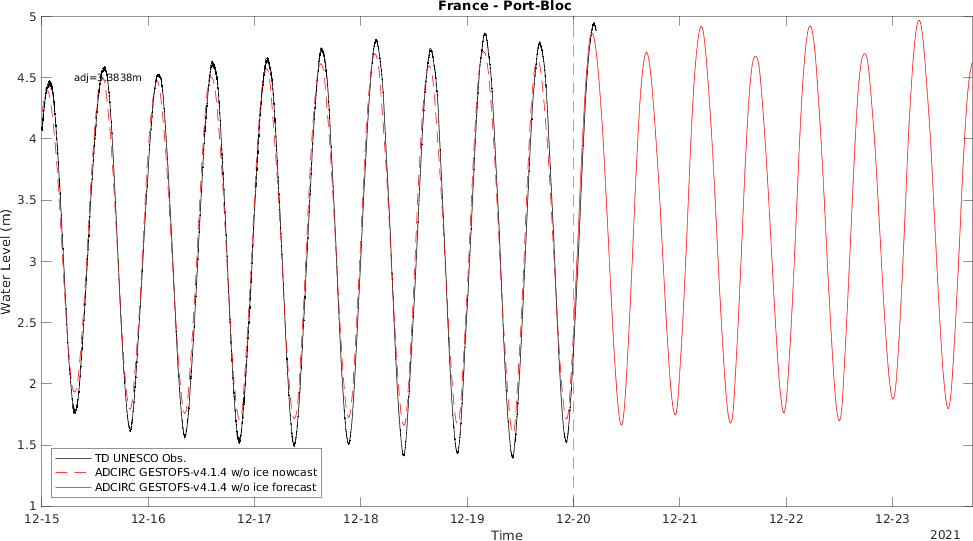 France - Port-Bloc
Water Level (m)
5
4.5
4
3.5
3
2.5
2
1.5
1
adj=3.3838m
TD UNESCO Obs.
ADCIRC GESTOFS-v4.1.4 w/o ice nowcast
ADCIRC GESTOFS-v4.1.4 w/o ice forecast
12-15 12-16 12-17 12-18 12-19 12-20 12-21 12-22 12-23
Time
2021